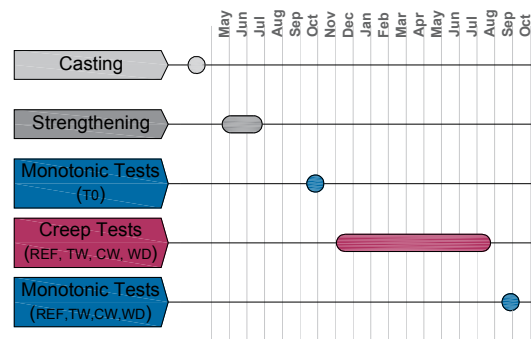 May Jun Jul Aug Sep Oct Nov Dec Jan Feb Mar Apr May Jun Jul Aug Sep Oct
Casting
Strengthening
Monotonic Tests
(T0)
Creep Tests
(REF, TW, CW, WD)
Monotonic Tests
(REF,TW,CW,WD)